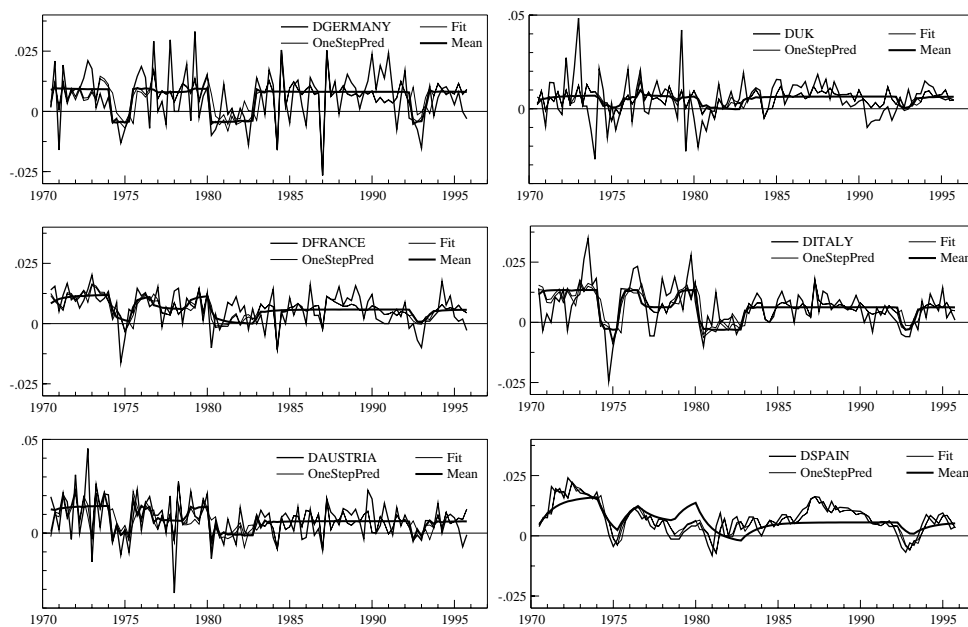 DGERMANY Fit
OneStepPred Mean
.025
0
-.025
1970 1975 1980 1985 1990 1995
.05
DUK Fit
OneStepPred Mean
0
1970 1975 1980 1985 1990 1995
DFRANCE Fit
OneStepPred Mean
.025
0
-.025
1970 1975 1980 1985 1990 1995
DITALY Fit
OneStepPred Mean
.025
0
-.025
1970 1975 1980 1985 1990 1995
.05
DAUSTRIA Fit
OneStepPred Mean
0
1970 1975 1980 1985 1990 1995
DSPAIN Fit
OneStepPred Mean
.025
0
-.025
1970 1975 1980 1985 1990 1995